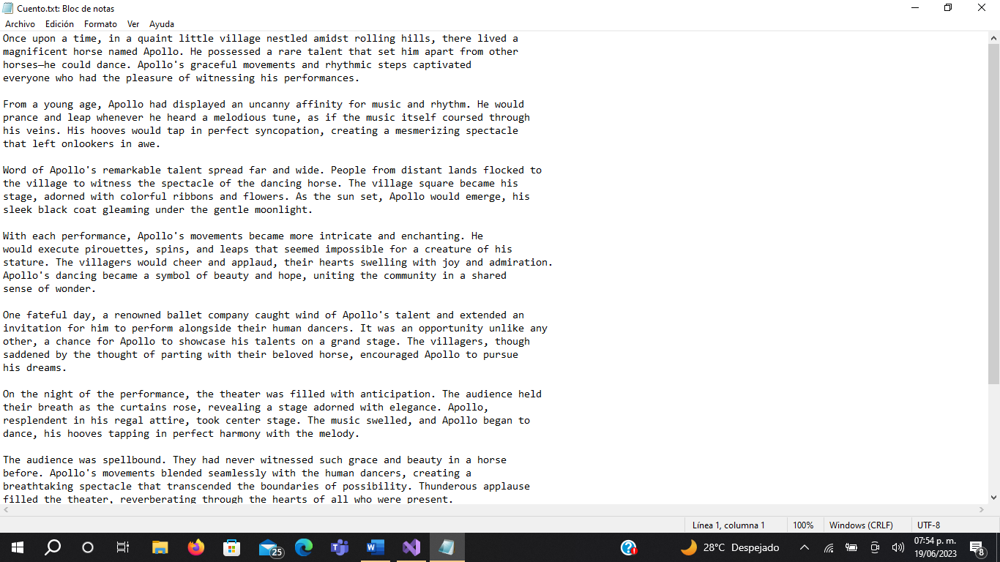 Cuento.txt: Bloc de notas
Archivo Edición Formato Ver Ayuda
Once upon a time, in a quaint little village nestled amidst rolling hills, there lived a
magnificent horse named Apollo. He possessed a rare talent that set him apart from other
horses—he could dance. Apollo's graceful movements and rhythmic steps captivated
everyone who had the pleasure of witnessing his performances.

From a young age, Apollo had displayed an uncanny affinity for music and rhythm. He would
prance and leap whenever he heard a melodious tune, as if the music itself coursed through
his veins. His hooves would tap in perfect syncopation, creating a mesmerizing spectacle
that left onlookers in awe.

Word of Apollo's remarkable talent spread far and wide. People from distant lands flocked to
the village to witness the spectacle of the dancing horse. The village square became his
stage, adorned with colorful ribbons and flowers. As the sun set, Apollo would emerge, his
sleek black coat gleaming under the gentle moonlight.

With each performance, Apollo's movements became more intricate and enchanting. He
would execute pirouettes, spins, and leaps that seemed impossible for a creature of his
stature. The villagers would cheer and applaud, their hearts swelling with joy and admiration.
Apollo's dancing became a symbol of beauty and hope, uniting the community in a shared
sense of wonder.

One fateful day, a renowned ballet company caught wind of Apollo's talent and extended an
invitation for him to perform alongside their human dancers. It was an opportunity unlike any
other, a chance for Apollo to showcase his talents on a grand stage. The villagers, though
saddened by the thought of parting with their beloved horse, encouraged Apollo to pursue
his dreams.

On the night of the performance, the theater was filled with anticipation. The audience held
their breath as the curtains rose, revealing a stage adorned with elegance. Apollo,
resplendent in his regal attire, took center stage. The music swelled, and Apollo began to
dance, his hooves tapping in perfect harmony with the melody.

The audience was spellbound. They had never witnessed such grace and beauty in a horse
before. Apollo's movements blended seamlessly with the human dancers, creating a
breathtaking spectacle that transcended the boundaries of possibility. Thunderous applause
filled the theater, reverberating through the hearts of all who were present.
Línea 1, columna 1 100% Windows (CRLF) UTF-8
25
28°C Despejado
07:54 p. m.
19/06/2023
8